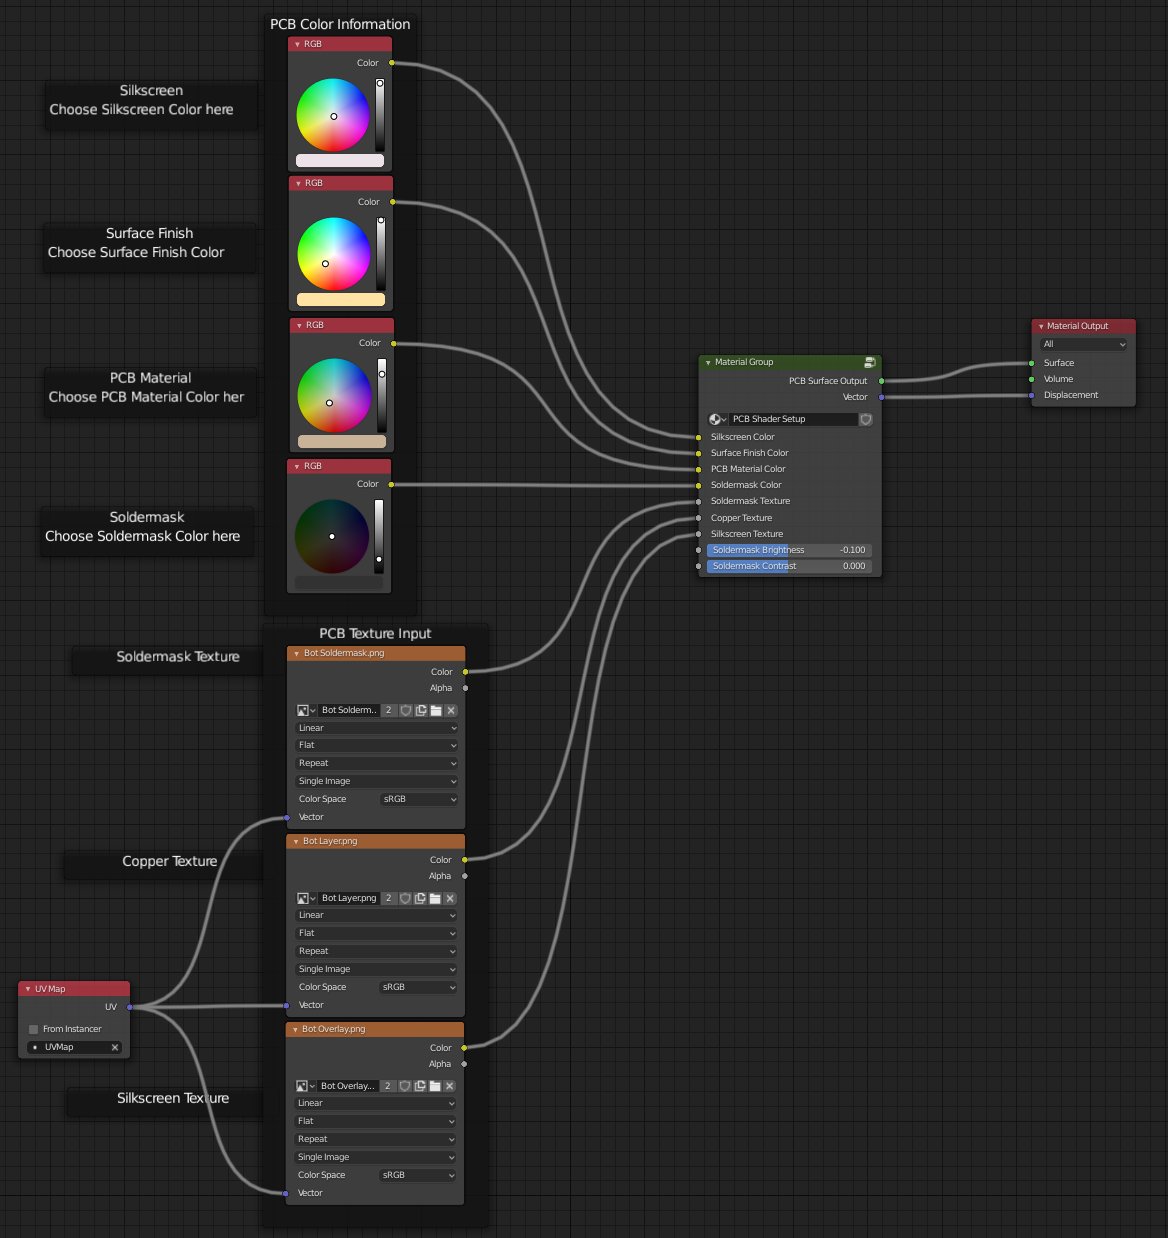 PCB Color Information
RGB
Color
Silkscreen
Choose Silkscreen Color here
RGB
Color
Surface Finish
Choose Surface Finish Color
RGB
Color
PCB Material
Choose PCB Material Color her
RGB
Color
Soldermask
Choose Soldermask Color here
Material Group
PCB Surface Output
Vector
PCB Shader Setup
Silkscreen Color
Surface Finish Color
PCB Material Color
Soldermask Color
Soldermask Texture
Copper Texture
Silkscreen Texture
Soldermask Brightness -0.100
Soldermask Contrast 0.000
Material Output
All
Surface
Volume
Displacement
PCB Texture Input
Soldermask Texture
Bot Soldermask.png
Color
Alpha
Bot Solderm.. 2
Linear
Flat
Repeat
Single Image
Color Space sRGB
Vector
Copper Texture
Bot Layer.png
Color
Alpha
Bot Layer.png 2
Linear
Flat
Repeat
Single Image
Color Space sRGB
Vector
UV Map
UV
From Instancer
UVMap
Silkscreen Texture
Bot Overlay.png
Color
Alpha
Bot Overlay... 2
Linear
Flat
Repeat
Single Image
Color Space sRGB
Vector